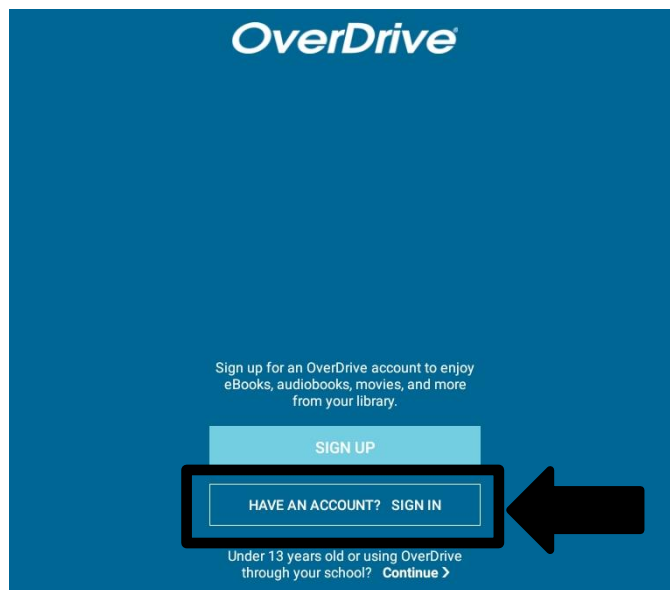 OverDrive®
Sign up for an OverDrive account to enjoy
eBooks, audiobooks, movies, and more
from your library.
SIGN UP
HAVE AN ACCOUNT? SIGN IN
Under 13 years old or using OverDrive
through your school? Continue >